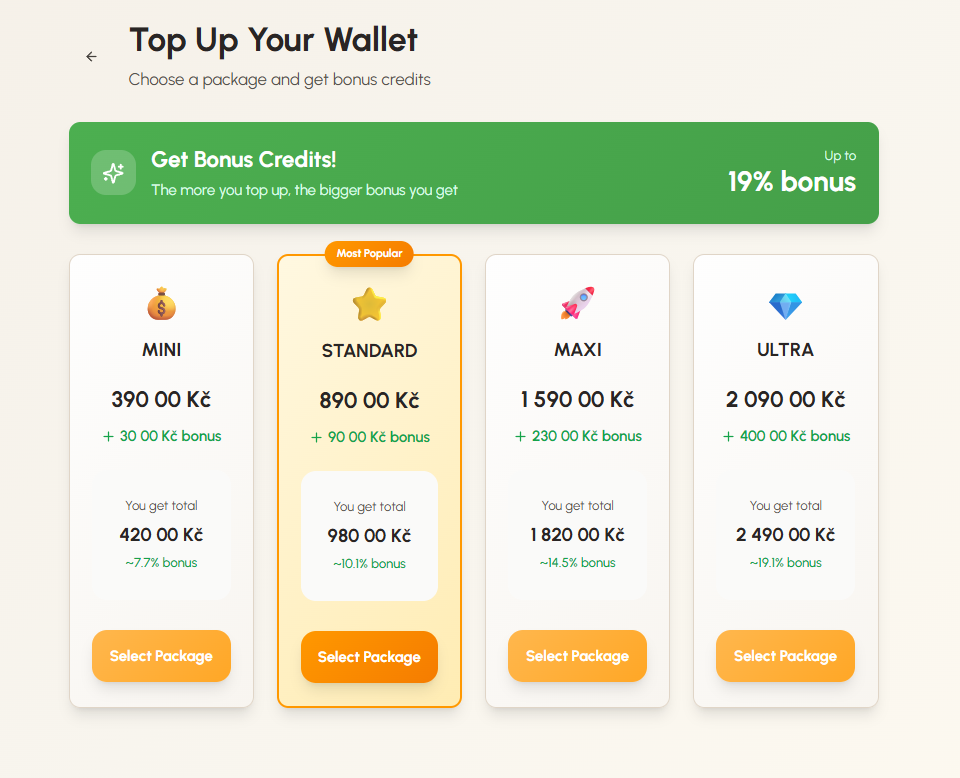 Top Up Your Wallet
Choose a package and get bonus credits
Get Bonus Credits!
The more you top up, the bigger bonus you get
Up to
19% bonus
MINI
390 00 Kč
+ 30 00 Kč bonus
You get total
420 00 Kč
~7.7% bonus
Select Package
Most Popular
STANDARD
890 00 Kč
+ 90 00 Kč bonus
You get total
980 00 Kč
~10.1% bonus
Select Package
MAXI
1 590 00 Kč
+ 230 00 Kč bonus
You get total
1 820 00 Kč
~14.5% bonus
Select Package
ULTRA
2 090 00 Kč
+ 400 00 Kč bonus
You get total
2 490 00 Kč
~19.1% bonus
Select Package